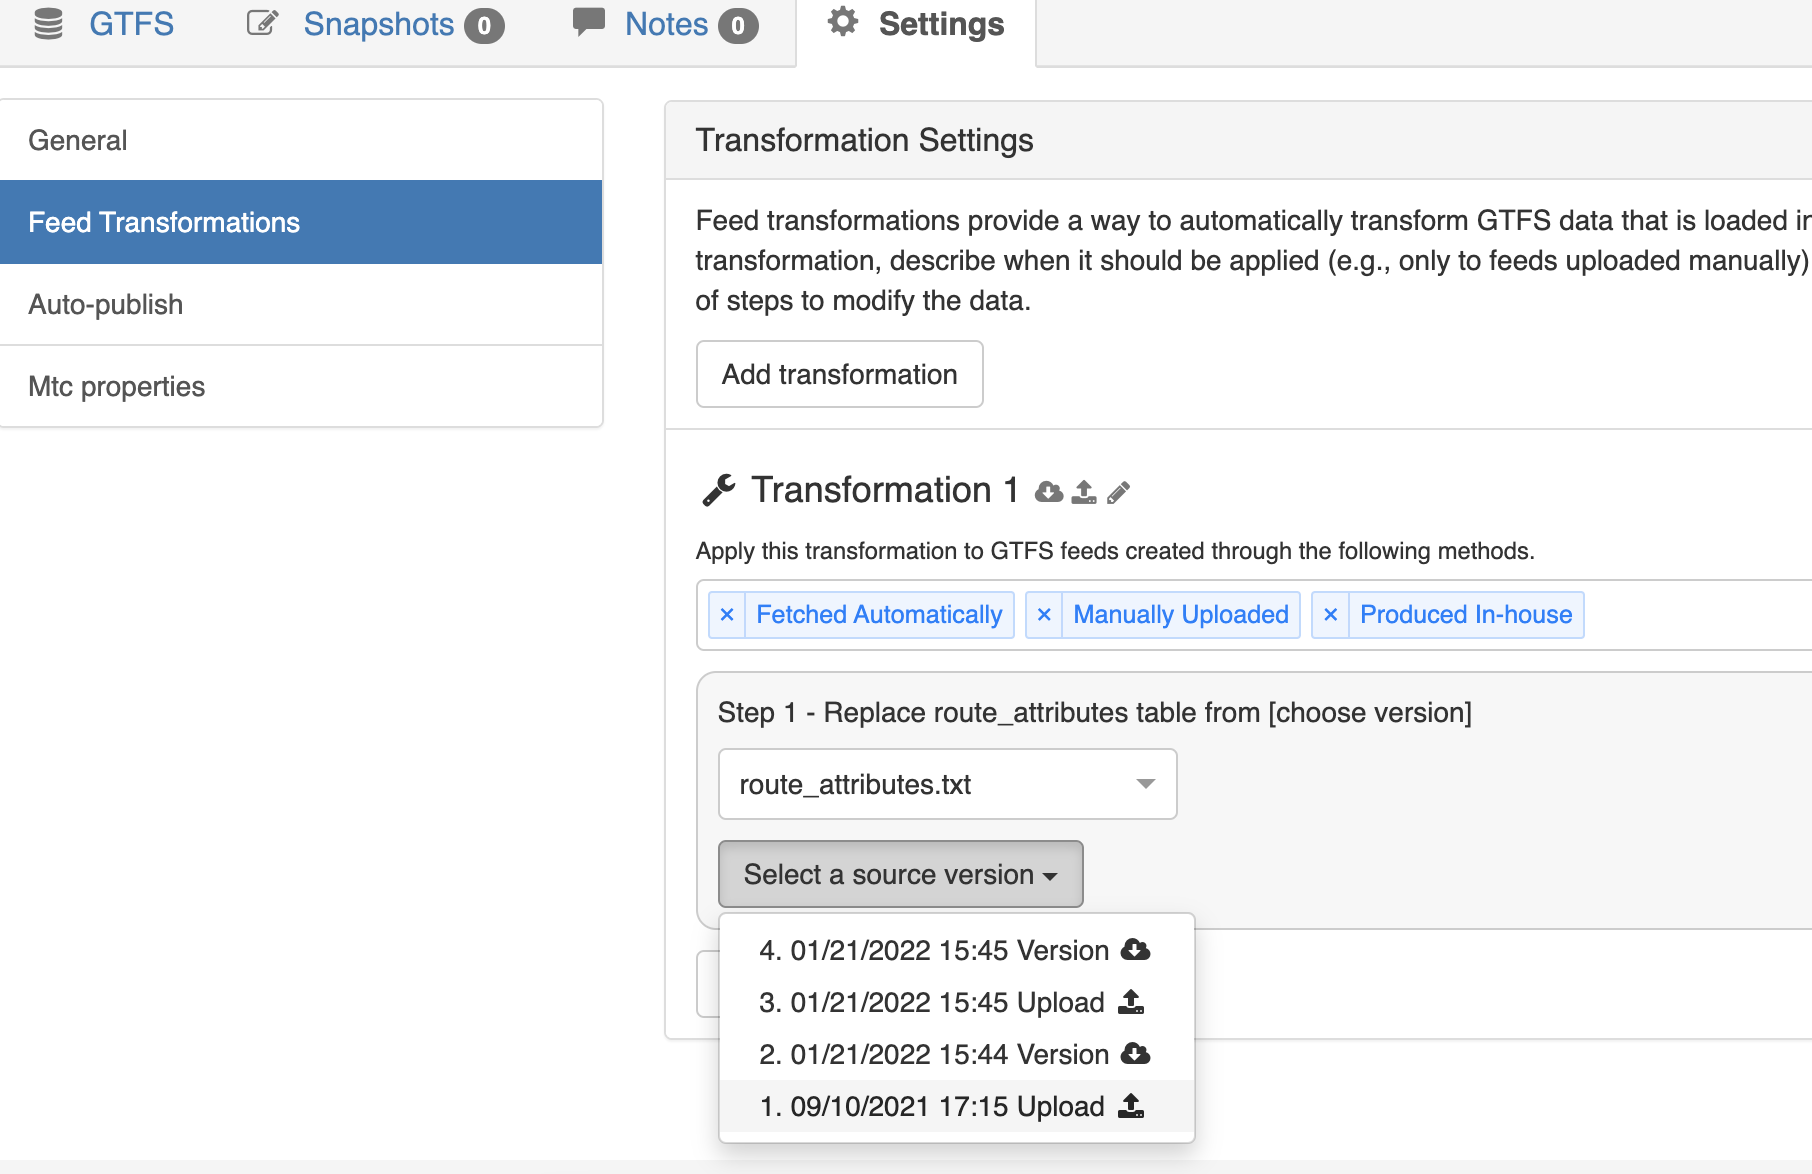 GTFS Snapshots 0 Notes 0 Settings
General
Feed Transformations
Auto-publish
Mtc properties
Transformation Settings
Feed transformations provide a way to automatically transform GTFS data that is loaded
transformation, describe when it should be applied (e.g., only to feeds uploaded manually)
of steps to modify the data.
Add transformation
Transformation 1
Apply this transformation to GTFS feeds created through the following methods.
× Fetched Automatically × Manually Uploaded × Produced In-house
Step 1 - Replace route_attributes table from [choose version]
route_attributes.txt
Select a source version
4. 01/21/2022 15:45 Version
3. 01/21/2022 15:45 Upload
2. 01/21/2022 15:44 Version
1. 09/10/2021 17:15 Upload